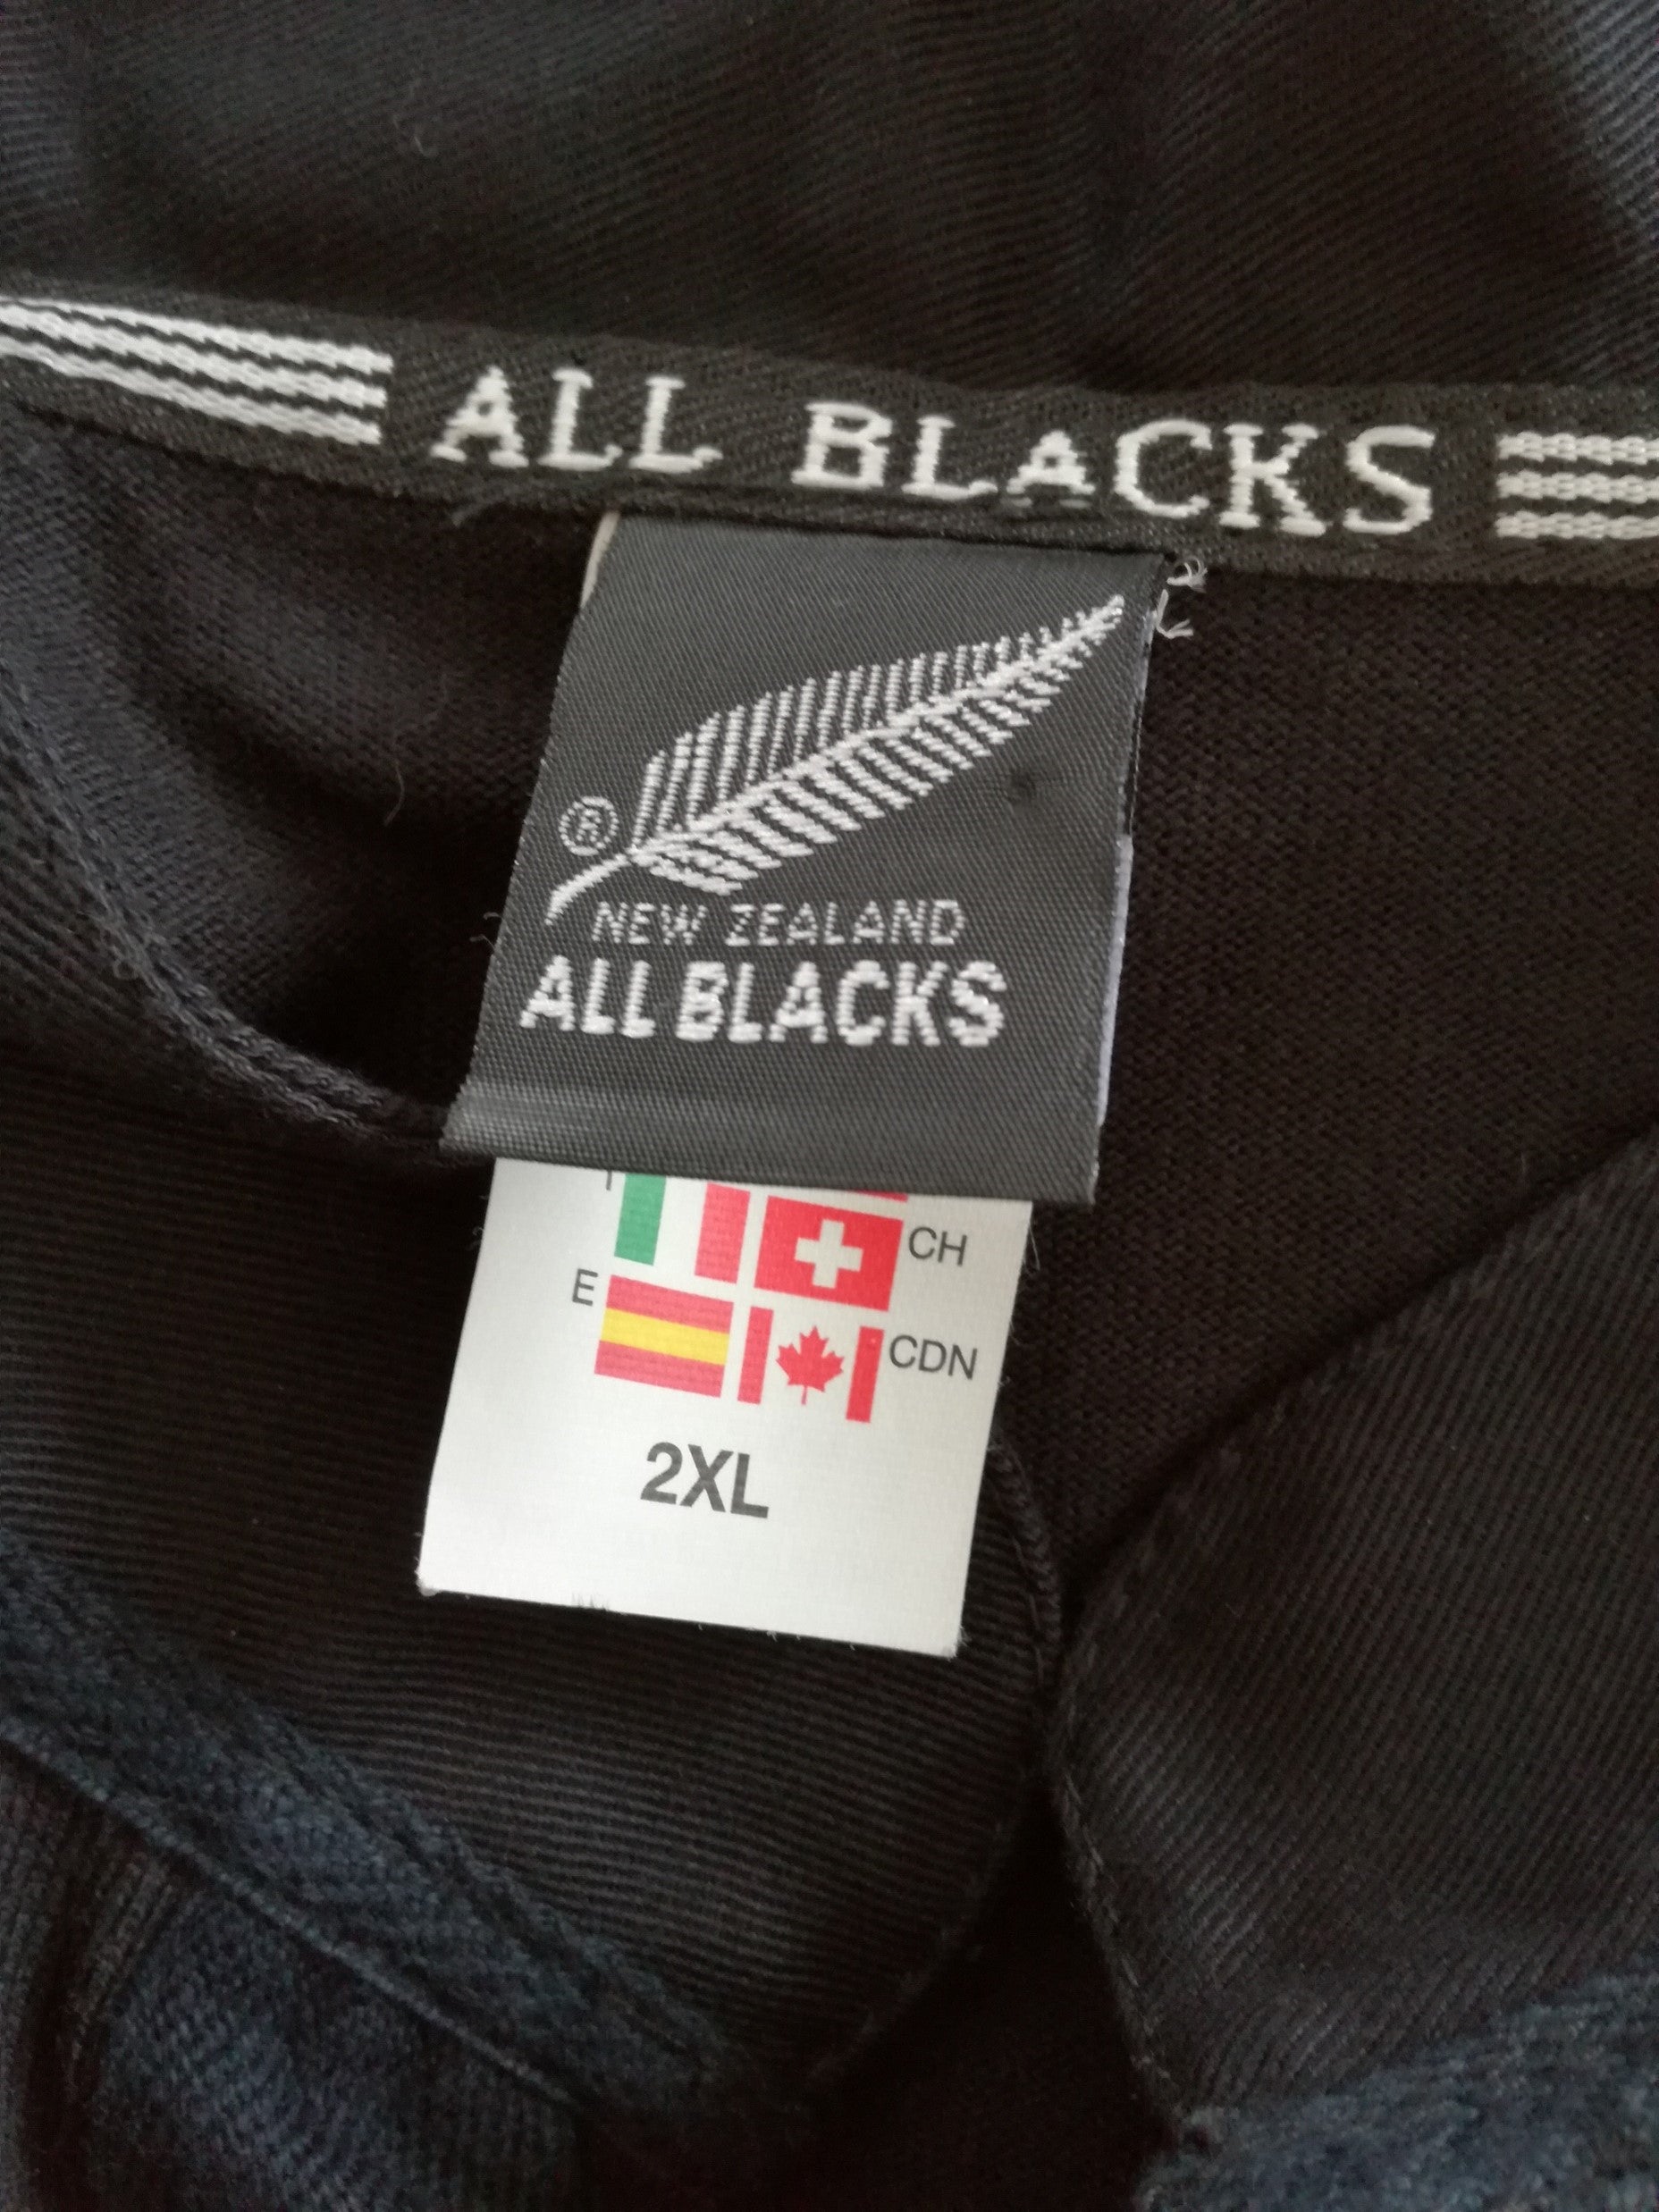 ALL BLACKS
®
NEW ZEALAND
ALL BLACKS
CH
E
CDN
2XL